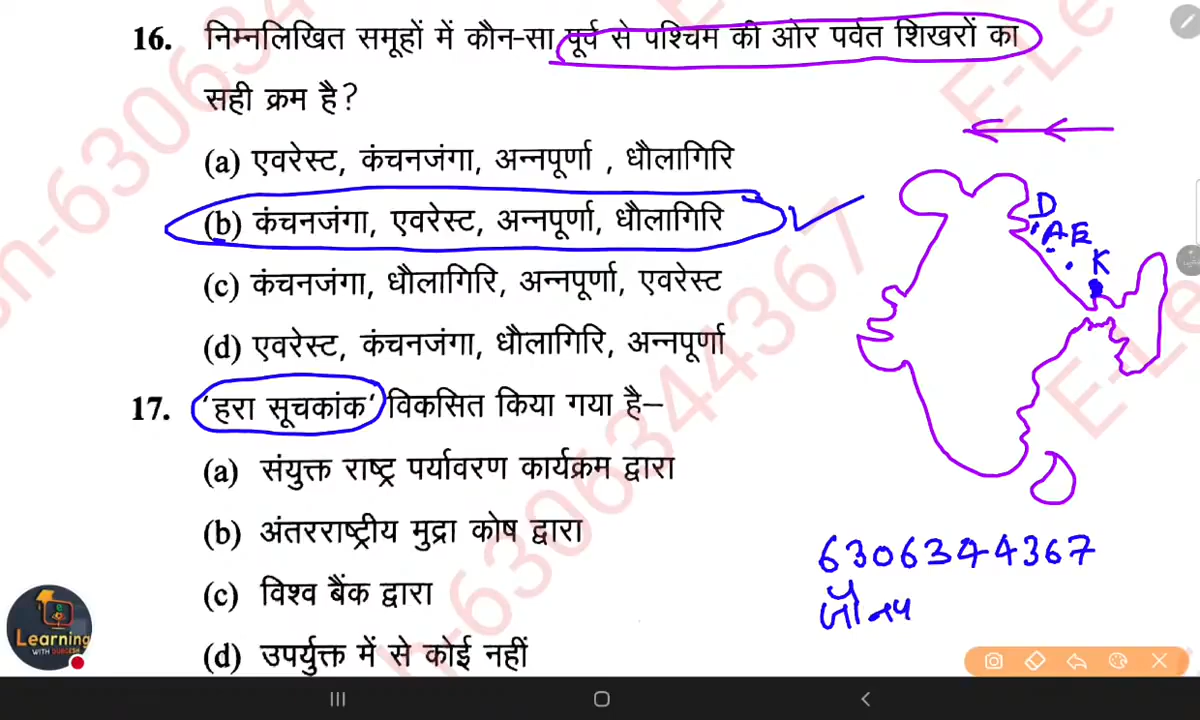 16. निम्नलिखित समूहों में कौन-सा पूर्व से पश्चिम की ओर पर्वत शिखरों का
सही क्रम है?
(a) एवरेस्ट, कंचनजंगा, अन्नपूर्णा , धौलागिरि
(b) कंचनजंगा, एवरेस्ट, अन्नपूर्णा, धौलागिरि
(c) कंचनजंगा, धौलागिरि, अन्नपूर्णा, एवरेस्ट
(d) एवरेस्ट, कंचनजंगा, धौलागिरि, अन्नपूर्णा
D
A E
K
17. 'हरा सूचकांक' विकसित किया गया है–
(a) संयुक्त राष्ट्र पर्यावरण कार्यक्रम द्वारा
(b) अंतरराष्ट्रीय मुद्रा कोष द्वारा
(c) विश्व बैंक द्वारा
(d) उपर्युक्त में से कोई नहीं
6306344367
जौनप
Learning